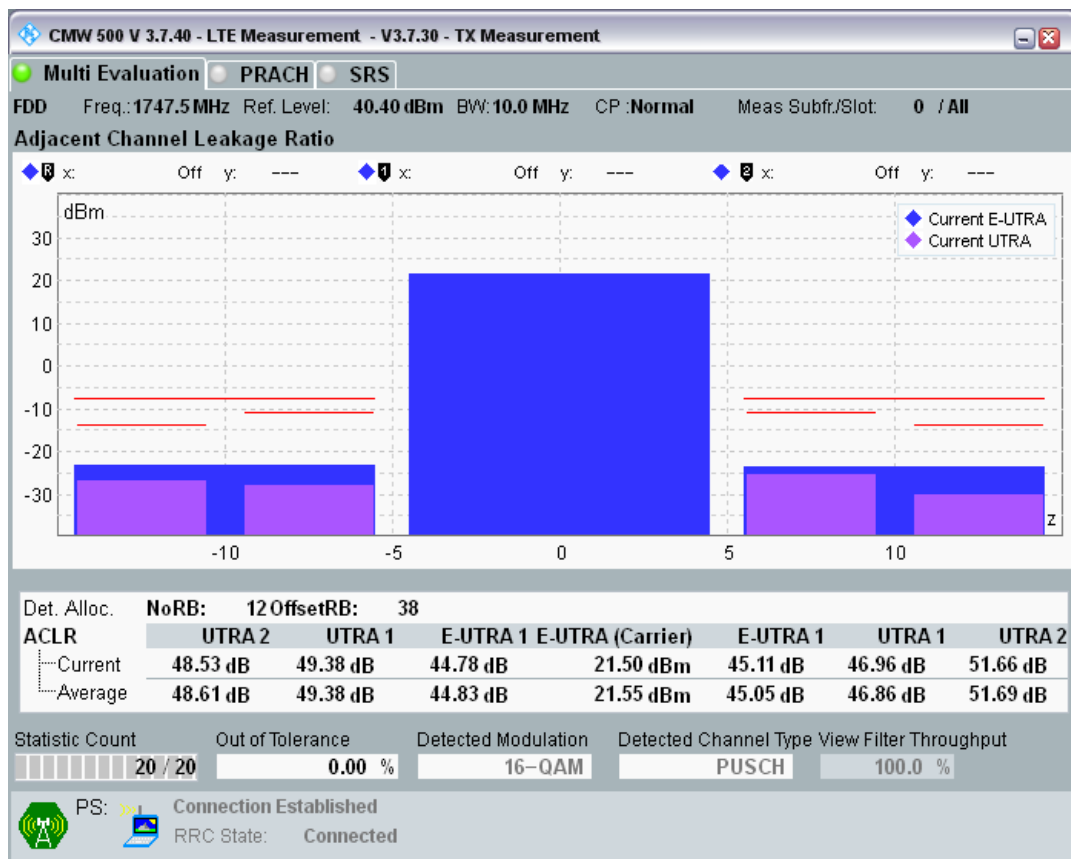 CMW 500 V 3.7.40 - LTE Measurement - V3.7.30 - TX Measurement
Multi Evaluation PRACH SRS
FDD Freq.:1747.5 MHz Ref. Level: 40.40 dBm BW:10.0 MHz CP :Normal Meas Subfr./Slot: 0 / All
Adjacent Channel Leakage Ratio
R x: Off y: --- 1 x: Off y: --- 2 x: Off y: ---
dBm
Current E-UTRA
Current UTRA
30
20
10
0
-10
-20
-30
z
-10 -5 0 5 10
Det. Alloc. NoRB: 12 OffsetRB: 38
ACLR UTRA 2 UTRA 1 E-UTRA 1 E-UTRA (Carrier) E-UTRA 1 UTRA 1 UTRA 2
Current 48.53 dB 49.38 dB 44.78 dB 21.50 dBm 45.11 dB 46.96 dB 51.66 dB
Average 48.61 dB 49.38 dB 44.83 dB 21.55 dBm 45.05 dB 46.86 dB 51.69 dB
Statistic Count Out of Tolerance Detected Modulation Detected Channel Type View Filter Throughput
20 / 20 0.00 % 16-QAM PUSCH 100.0 %
PS: Connection Established
RRC State: Connected